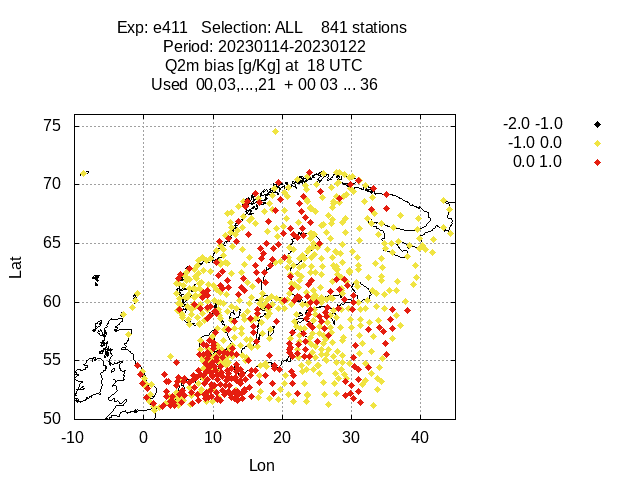 Exp: e411 Selection: ALL 841 stations
Period: 20230114-20230122
Q2m bias [g/Kg] at 18 UTC
Used 00,03,...,21 + 00 03 ... 36
-2.0 -1.0
-1.0 0.0
0.0 1.0
75
70
65
60
55
50
Lat
-10 0 10 20 30 40
Lon